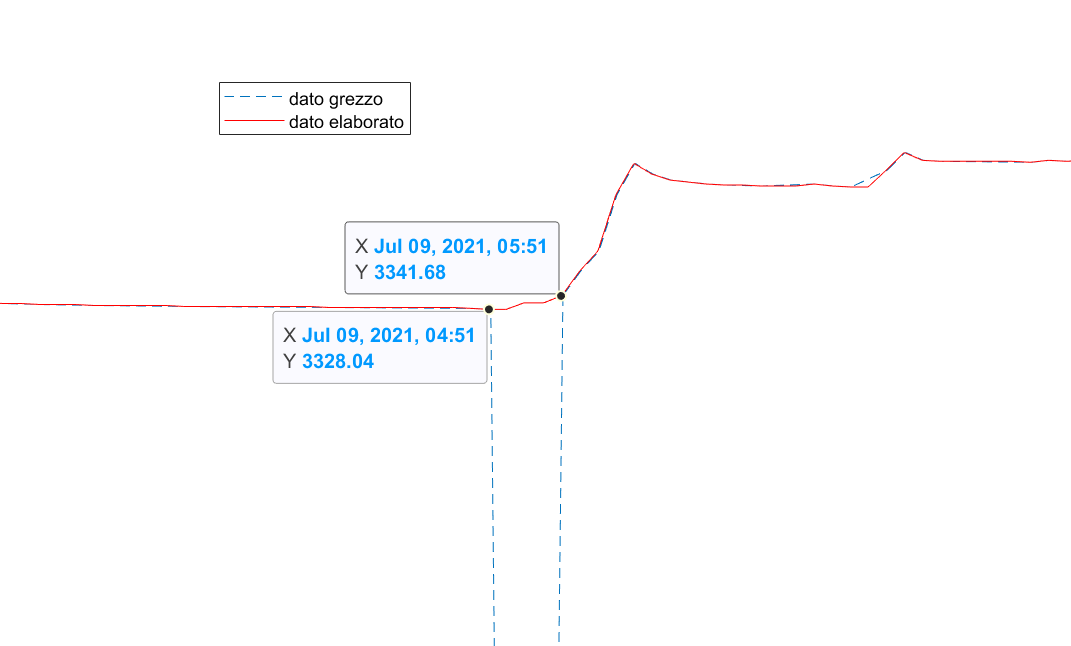 dato grezzo
dato elaborato
X Jul 09, 2021, 05:51
Y 3341.68
X Jul 09, 2021, 04:51
Y 3328.04